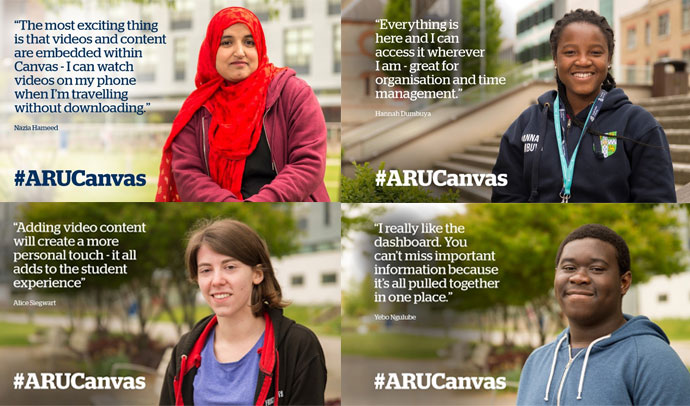 “The most exciting thing
is that videos and content
are embedded within
Canvas - I can watch
videos on my phone
when I'm travelling
without downloading.”
Nazia Hameed
#ARUCanvas
“Everything is
here and I can
access it wherever
I am - great for
organisation and time
management.”
Hannah Dumbuya
#ARUCanvas
“Adding video content
will create a more
personal touch - it all
adds to the student
experience”
Alice Siegwart
#ARUCanvas
“I really like the
dashboard. You
can't miss important
information because
it's all pulled together
in one place.”
Yebo Ngulube
#ARUCanvas